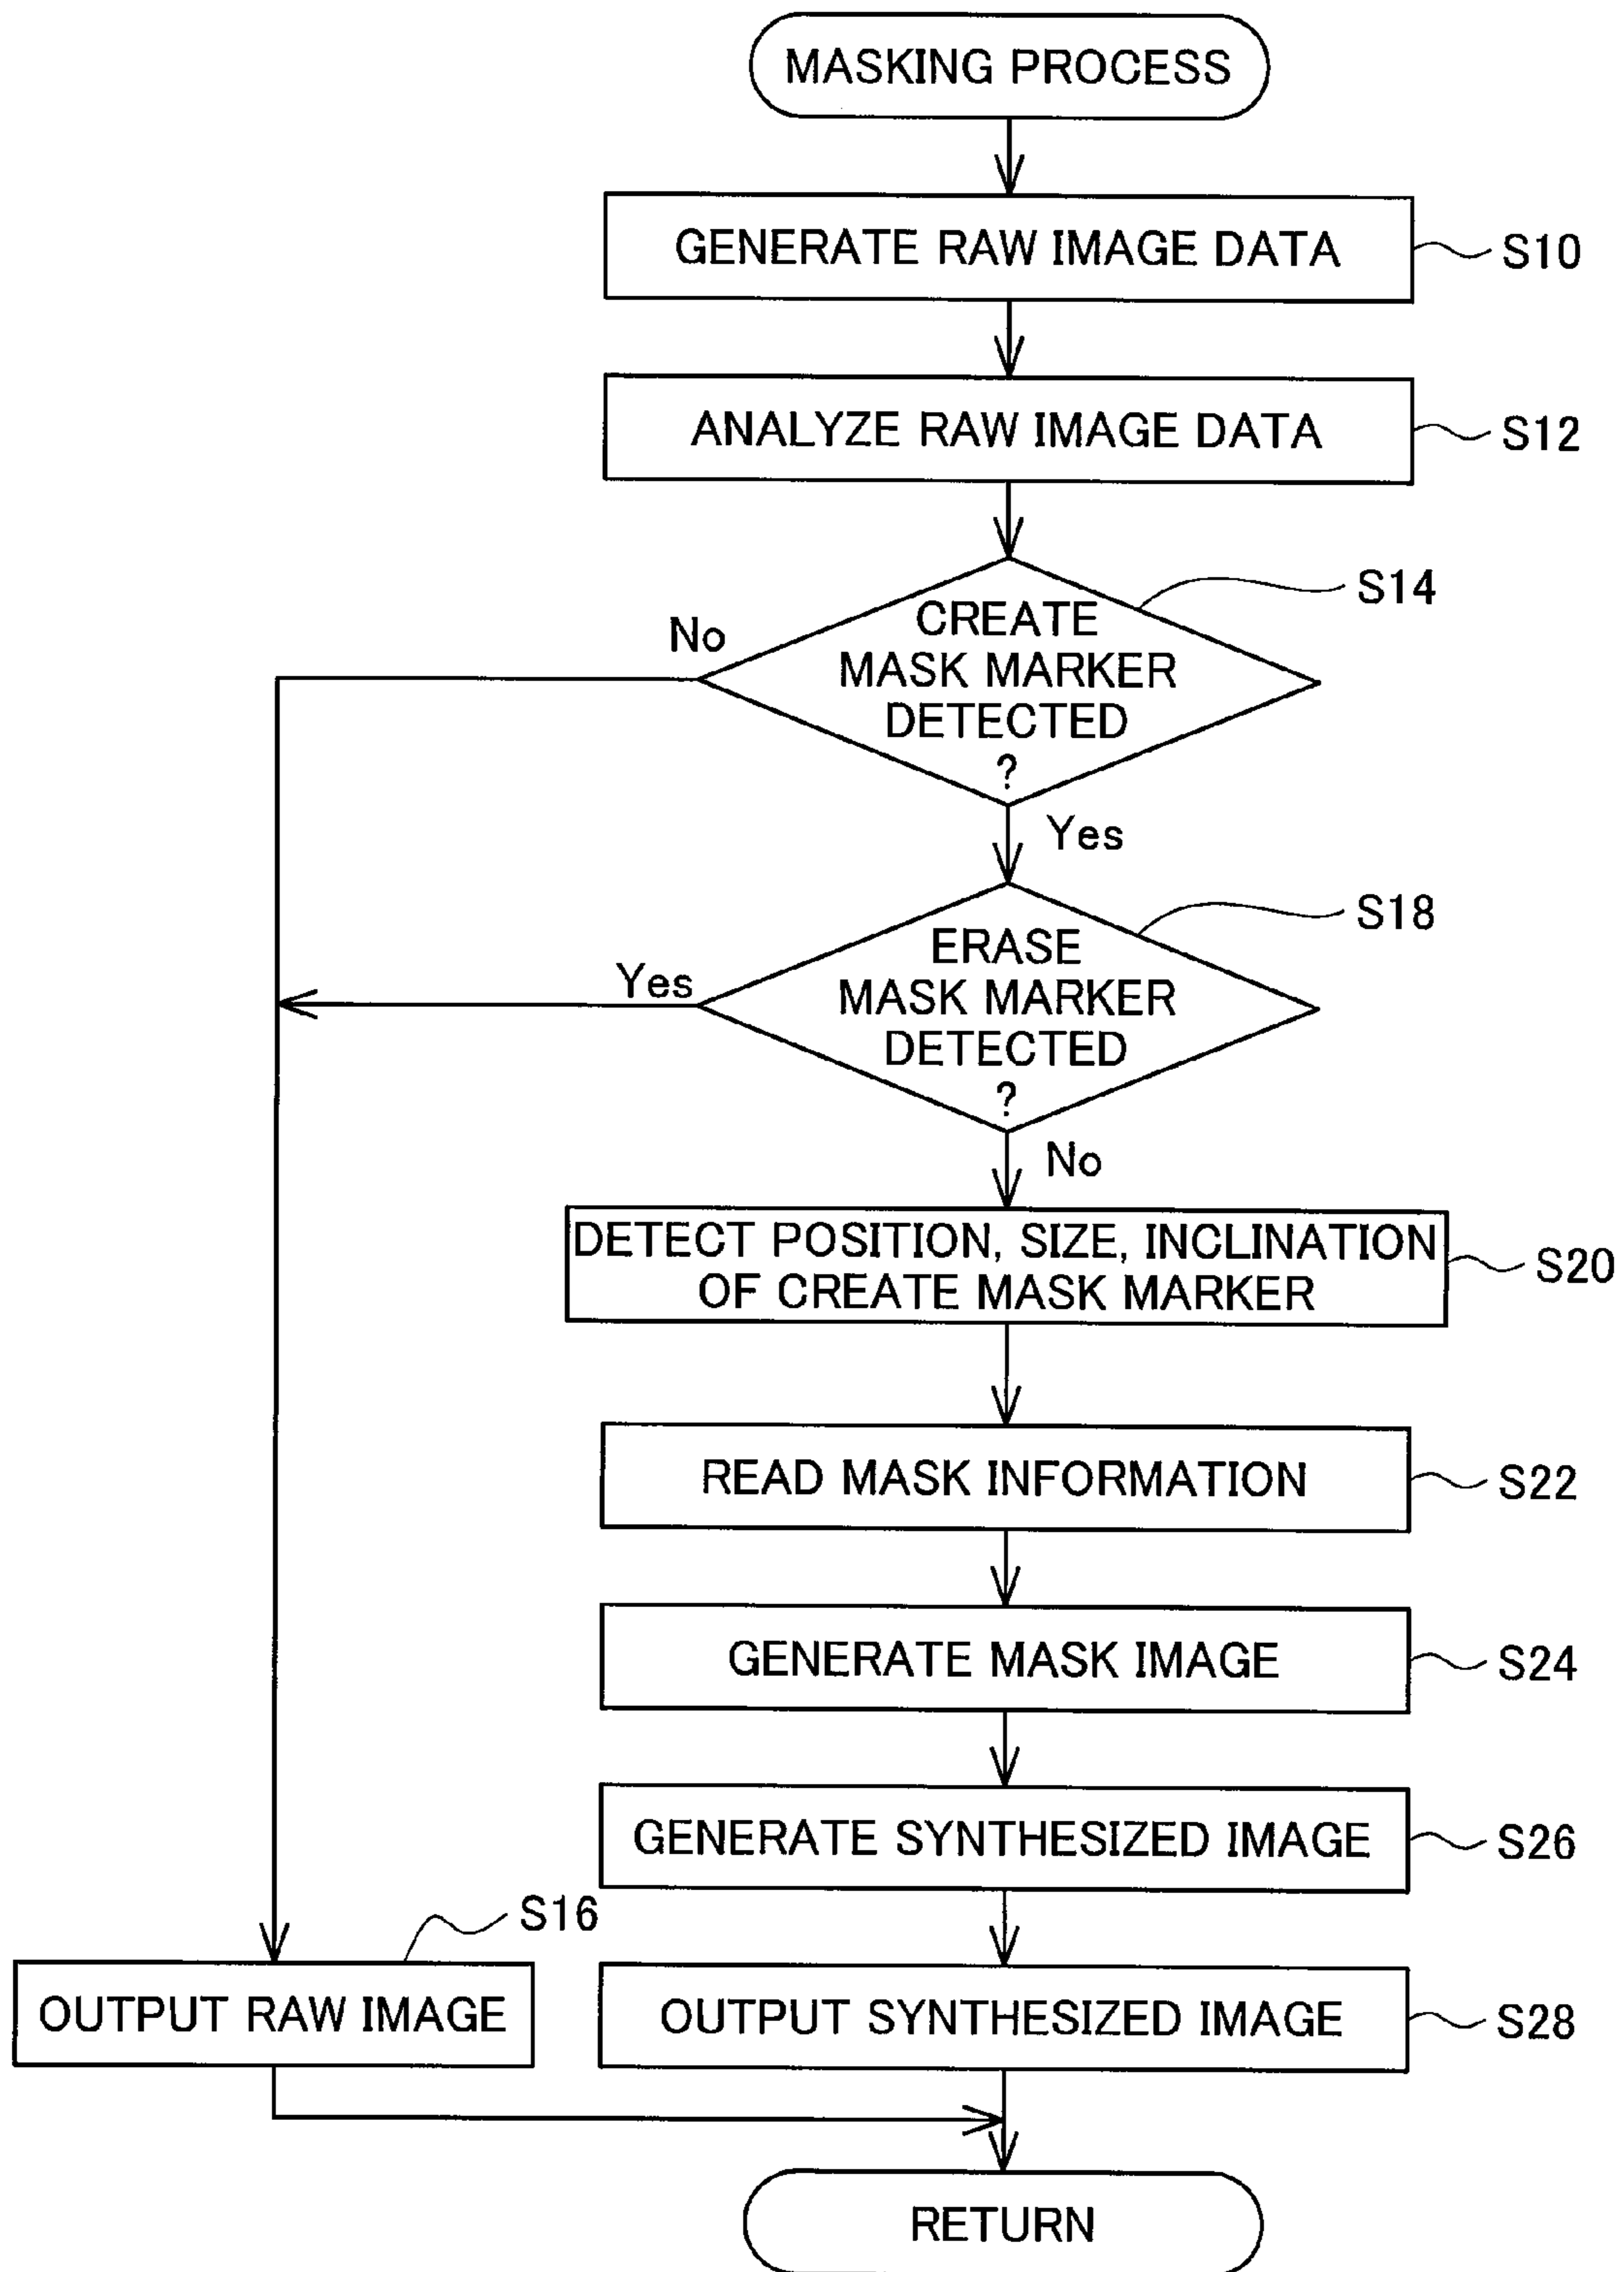 MASKING PROCESS
GENERATE RAW IMAGE DATA
S10
ANALYZE RAW IMAGE DATA
S12
CREATE
MASK MARKER
DETECTED
?
S14
No
Yes
ERASE
MASK MARKER
DETECTED
?
S18
Yes
No
DETECT POSITION, SIZE, INCLINATION
OF CREATE MASK MARKER
S20
READ MASK INFORMATION
S22
GENERATE MASK IMAGE
S24
GENERATE SYNTHESIZED IMAGE
S26
S16
OUTPUT RAW IMAGE
OUTPUT SYNTHESIZED IMAGE
S28
RETURN